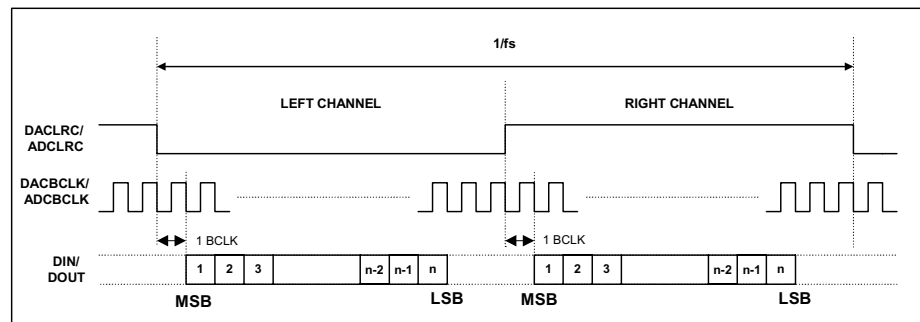 1/fs
LEFT CHANNEL
RIGHT CHANNEL
DACLRC/
ADCLRC
DACBCLK/
ADCBCLK
1 BCLK
1 BCLK
DIN/
DOUT
1 2 3 n-2 n-1 n 1 2 3 n-2 n-1 n
MSB LSB MSB LSB